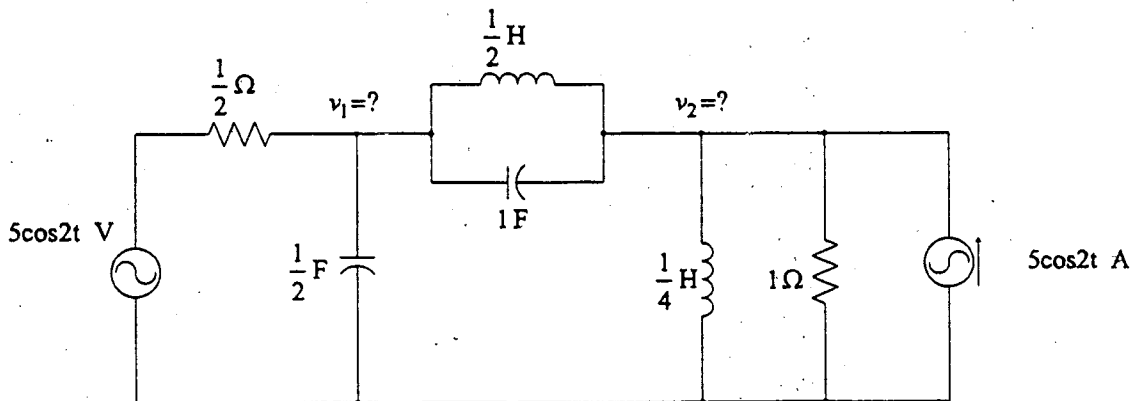 1/2 H
1/2 Ω
v₁=?
v₂=?
1 F
5cos2t V
1/2 F
1/4 H
1Ω
5cos2t A